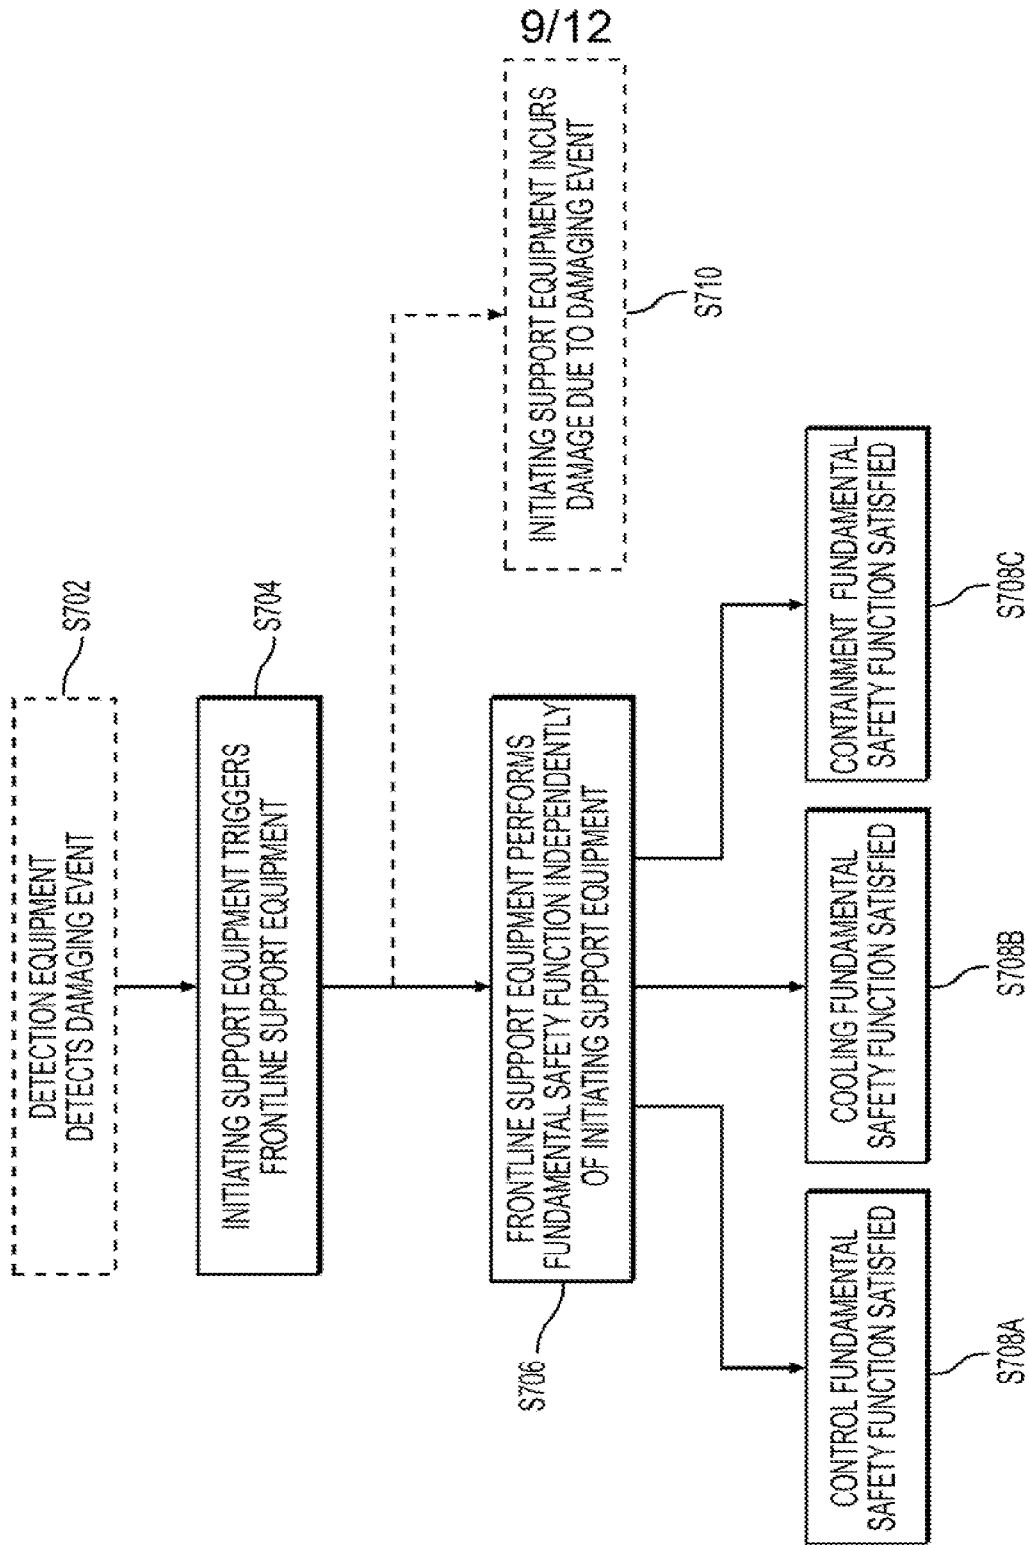 9/12
DETECTION EQUIPMENT
DETECTS DAMAGING EVENT
S702
INITIATING SUPPORT EQUIPMENT TRIGGERS
FRONTLINE SUPPORT EQUIPMENT
S704
INITIATING SUPPORT EQUIPMENT INCURS
DAMAGE DUE TO DAMAGING EVENT
S710
FRONTLINE SUPPORT EQUIPMENT PERFORMS
FUNDAMENTAL SAFETY FUNCTION INDEPENDENTLY
OF INITIATING SUPPORT EQUIPMENT
S706
CONTROL FUNDAMENTAL
SAFETY FUNCTION SATISFIED
S708A
COOLING FUNDAMENTAL
SAFETY FUNCTION SATISFIED
S708B
CONTAINMENT FUNDAMENTAL
SAFETY FUNCTION SATISFIED
S708C